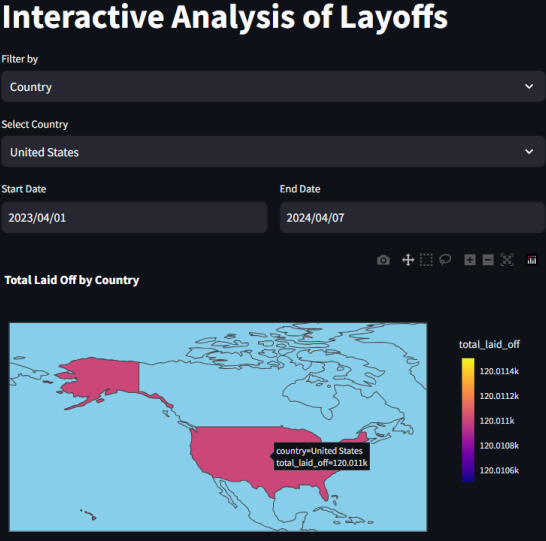 Interactive Analysis of Layoffs
Filter by
Country
Select Country
United States
Start Date
End Date
2023/04/01
2024/04/07
Total Laid Off by Country
total_laid_off
120.0114k
120.0112k
120.011k
120.0108k
120.0106k
country=United States
total_laid_off=120.011k